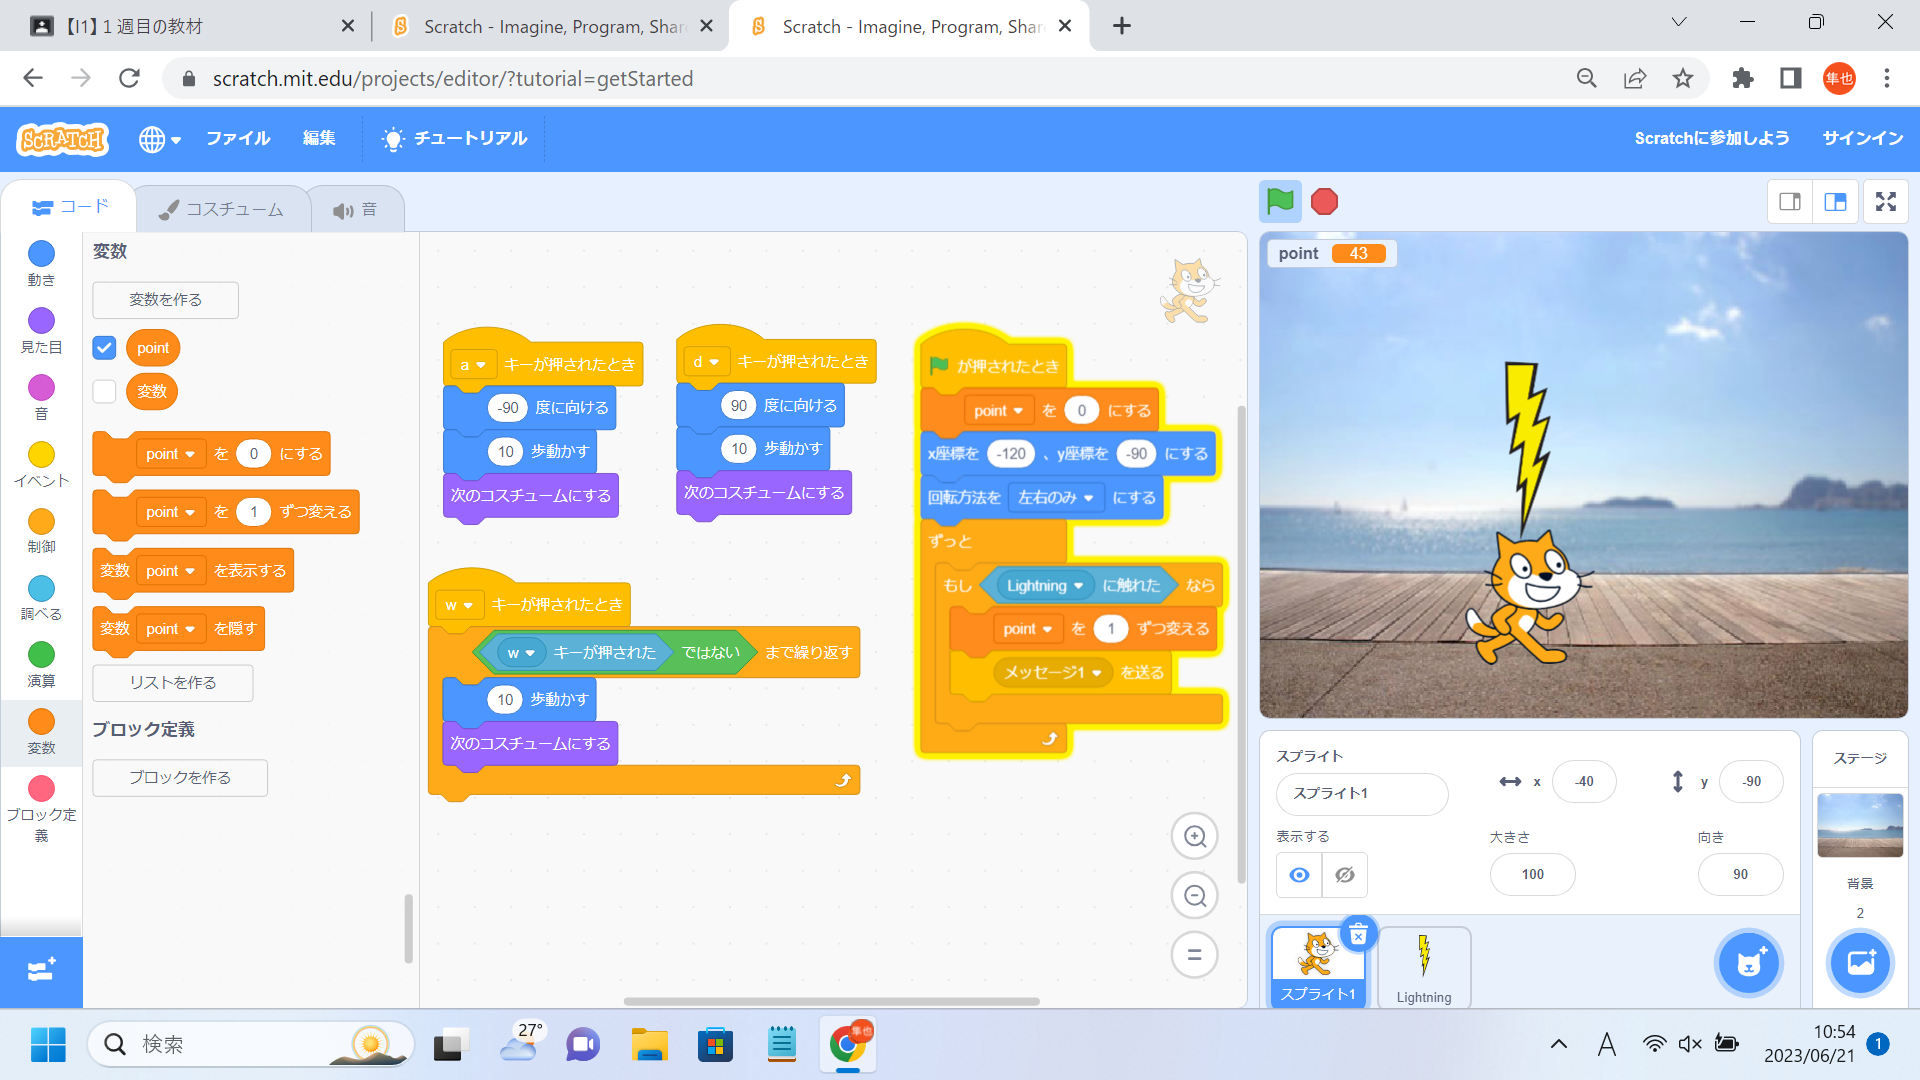 【I1】１週目の教材
Scratch - Imagine, Program, Shar
Scratch - Imagine, Program, Shar
scratch.mit.edu/projects/editor/?tutorial=getStarted
隼也
SCRATCH
ファイル
編集
チュートリアル
Scratchに参加しよう
サインイン
コード
コスチューム
音
動き
見た目
音
イベント
制御
調べる
演算
変数
ブロック定
義
変数
変数を作る
point
変数
point を 0 にする
point を 1 ずつ変える
変数 point を表示する
変数 point を隠す
リストを作る
ブロック定義
ブロックを作る
a キーが押されたとき
-90 度に向ける
10 歩動かす
次のコスチュームにする
d キーが押されたとき
90 度に向ける
10 歩動かす
次のコスチュームにする
w キーが押されたとき
w キーが押された ではない まで繰り返す
10 歩動かす
次のコスチュームにする
が押されたとき
point を 0 にする
x座標を -120 、y座標を -90 にする
回転方法を 左右のみ にする
ずっと
もし Lightning に触れた なら
point を 1 ずつ変える
メッセージ1 を送る
point 43
スプライト
スプライト1
x -40
y -90
表示する
大きさ
100
向き
90
スプライト1
Lightning
ステージ
背景
2
検索
27°
隼也
A
10:54
2023/06/21
1